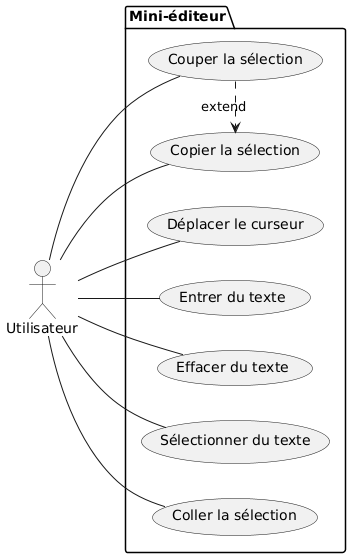 Mini-éditeur
Couper la sélection
extend
Copier la sélection
Déplacer le curseur
Entrer du texte
Utilisateur
Effacer du texte
Sélectionner du texte
Coller la sélection